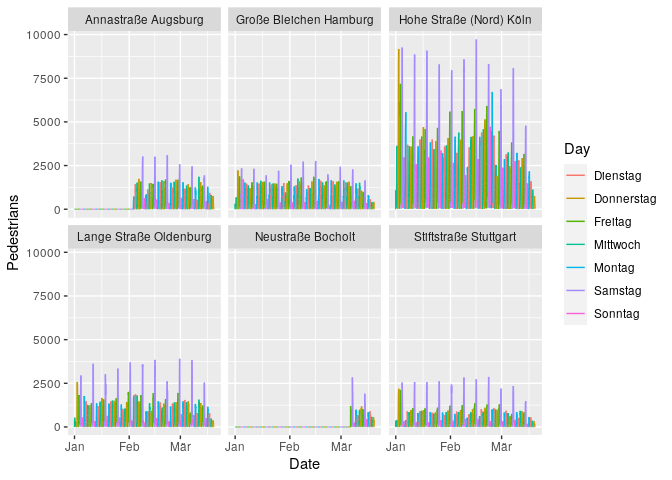 Annastraße Augsburg
Große Bleichen Hamburg
Hohe Straße (Nord) Köln
10000
7500
5000
2500
0
Lange Straße Oldenburg
Neustraße Bocholt
Stiftstraße Stuttgart
10000
7500
5000
2500
0
Jan Feb Mär
Jan Feb Mär
Jan Feb Mär
Date
Pedestrians
Day
Dienstag
Donnerstag
Freitag
Mittwoch
Montag
Samstag
Sonntag